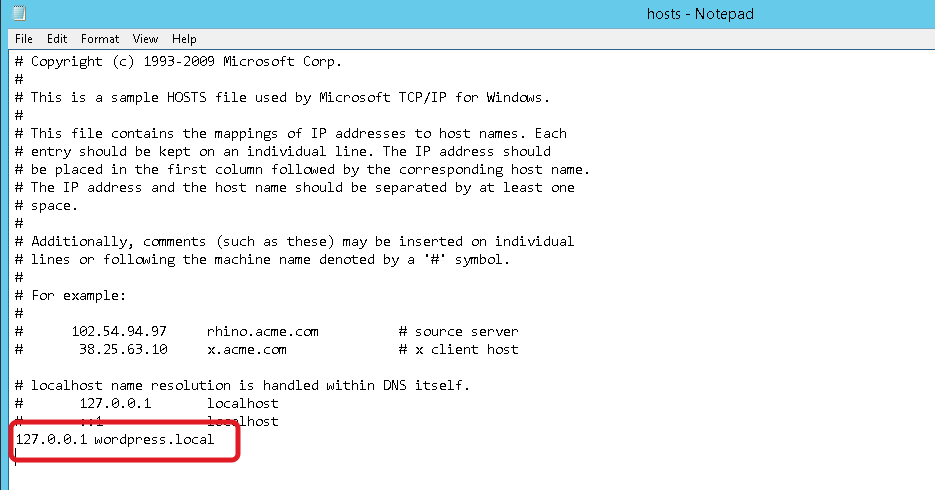 hosts - Notepad
File Edit Format View Help
# Copyright (c) 1993-2009 Microsoft Corp.
#
# This is a sample HOSTS file used by Microsoft TCP/IP for Windows.
#
# This file contains the mappings of IP addresses to host names. Each
# entry should be kept on an individual line. The IP address should
# be placed in the first column followed by the corresponding host name.
# The IP address and the host name should be separated by at least one
# space.
#
# Additionally, comments (such as these) may be inserted on individual
# lines or following the machine name denoted by a '#' symbol.
#
# For example:
#
#      102.54.94.97     rhino.acme.com          # source server
#       38.25.63.10     x.acme.com              # x client host

# localhost name resolution is handled within DNS itself.
#       127.0.0.1       localhost
#       ::1             localhost
127.0.0.1 wordpress.local